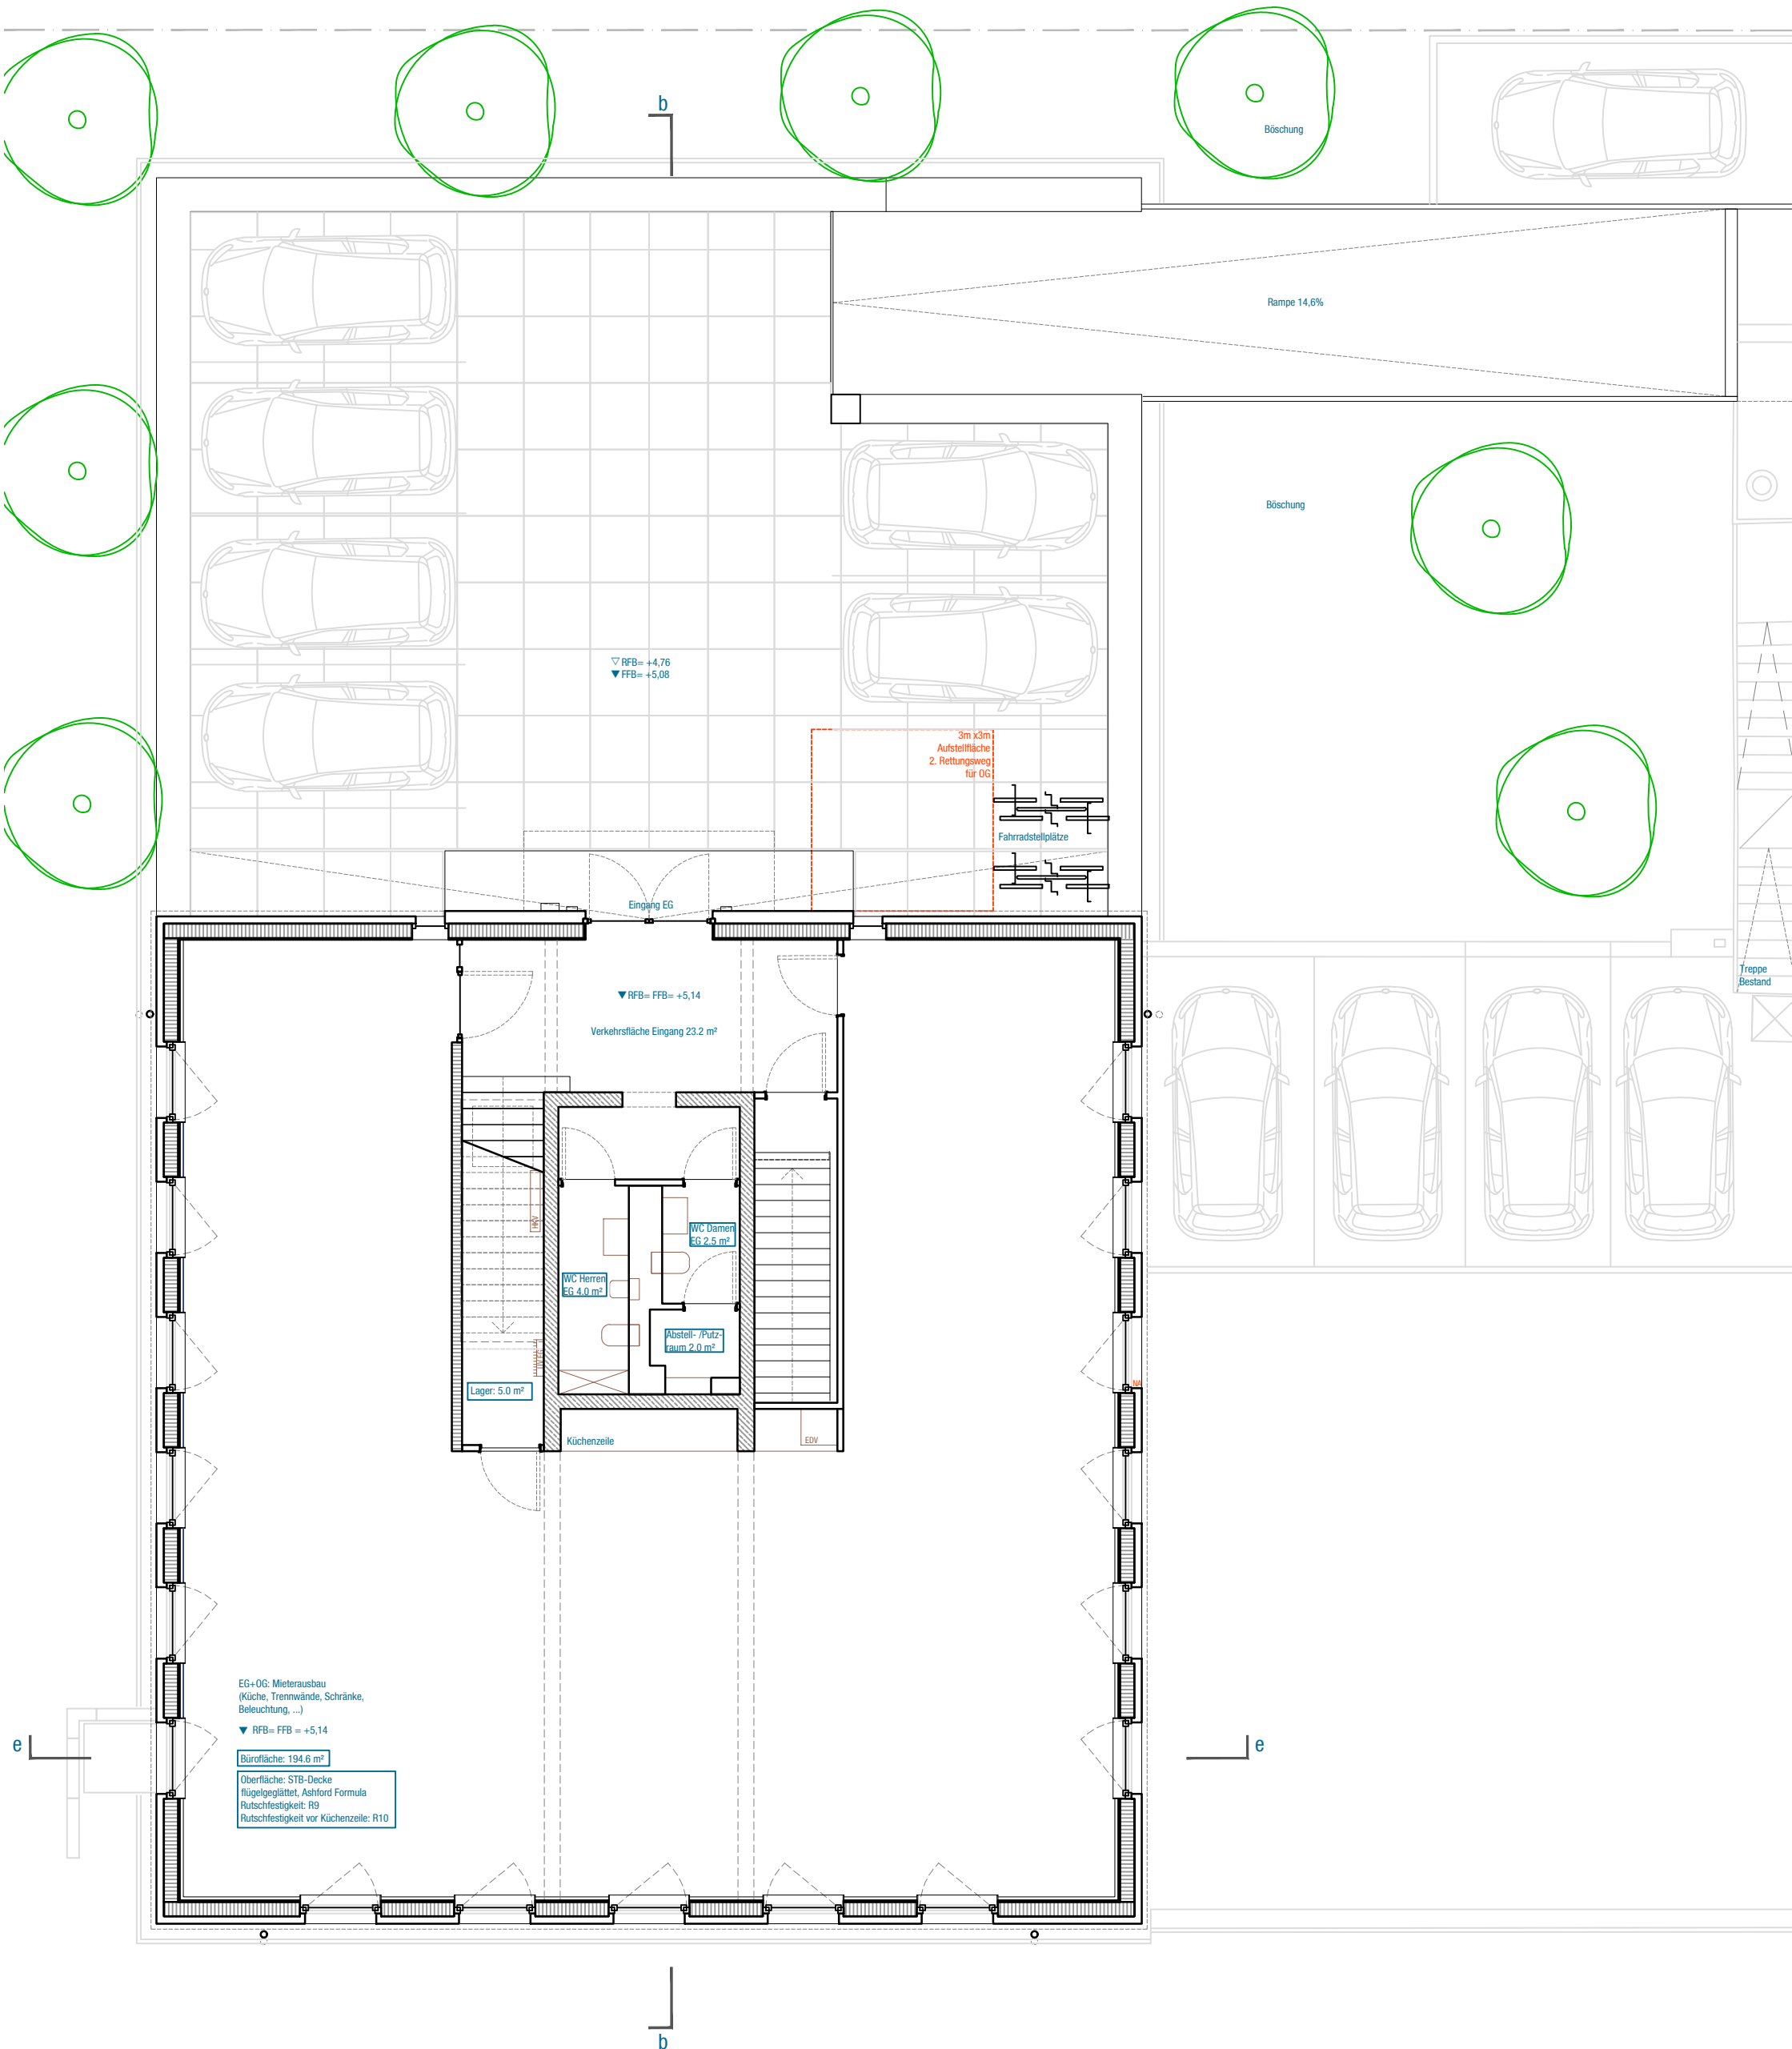 b
Böschung
Rampe 14,6%
Böschung
▽ RFB= +4,76
▼ FFB= +5,08
3m x3m
Aufstellfläche
2. Rettungsweg
für OG
Fahrradstellplätze
Eingang EG
Treppe
Bestand
▼ RFB= FFB= +5,14
Verkehrsfläche Eingang 23.2 m²
HKV
WC Damen
EG 2.5 m²
WC Herren
EG 4.0 m²
Abstell- /Putz-
raum 2.0 m²
UV EG
Lager: 5.0 m²
NA
Küchenzeile
EDV
EG+OG: Mieterausbau
(Küche, Trennwände, Schränke,
Beleuchtung, ...)
▼ RFB= FFB = +5,14
e
e
Bürofläche: 194.6 m²
Oberfläche: STB-Decke
flügelgeglättet, Ashford Formula
Rutschfestigkeit: R9
Rutschfestigkeit vor Küchenzeile: R10
b